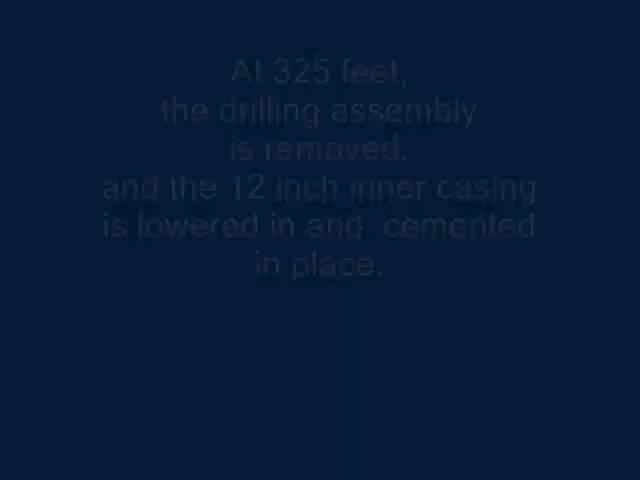 At 325 feet,
the drilling assembly
is removed.
and the 12 inch inner casing
is lowered in and cemented
in place.